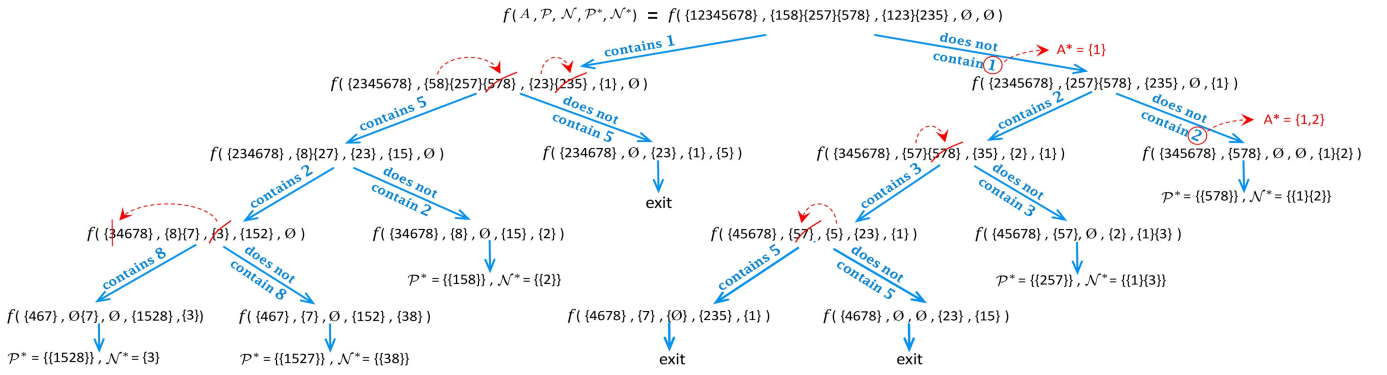 f( A , P , N , P*, N*) = f( {12345678} , {158}{257}{578} , {123}{235} , Ø , Ø )
contains 1
does not
contain 1
A* = {1}
f( {2345678} , {58}{257}{578} , {23}{235} , {1} , Ø )
f( {2345678} , {257}{578} , {235} , Ø , {1} )
contains 5
does not
contain 5
contains 2
does not
contain 2
A* = {1,2}
f( {234678} , {8}{27} , {23} , {15} , Ø )
f( {234678} , Ø , {23} , {1} , {5} )
f( {345678} , {57}{578} , {35} , {2} , {1} )
f( {345678} , {578} , Ø , Ø , {1}{2} )
contains 2
does not
contain 2
exit
contains 3
does not
contain 3
P* = {{578}} , N* = {{1}{2}}
f( {34678} , {8}{7} , {3} , {152} , Ø )
f( {34678} , {8} , Ø , {15} , {2} )
f( {45678} , {57} , {5} , {23} , {1} )
f( {45678} , {57}, Ø , {2} , {1}{3} )
contains 8
does not
contain 8
P* = {{158}} , N* = {{2}}
contains 5
does not
contain 5
P* = {{257}} , N* = {{1}{3}}
f( {467} , Ø{7} , Ø , {1528} , {3})
f( {467} , {7} , Ø , {152} , {38} )
f( {4678} , {7} , {Ø} , {235} , {1} )
f( {4678} , Ø , Ø , {23} , {15} )
P* = {{1528}} , N* = {3}
P* = {{1527}} , N* = {{38}}
exit
exit